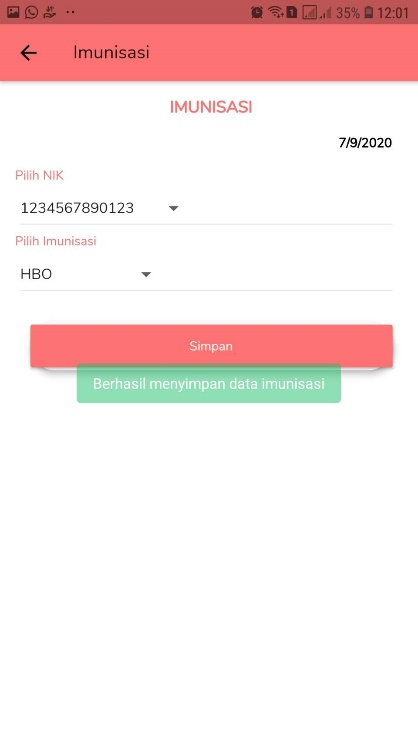 35% 12:01
Imunisasi
IMUNISASI
7/9/2020
Pilih NIK
1234567890123
Pilih Imunisasi
HBO
Simpan
Berhasil menyimpan data imunisasi